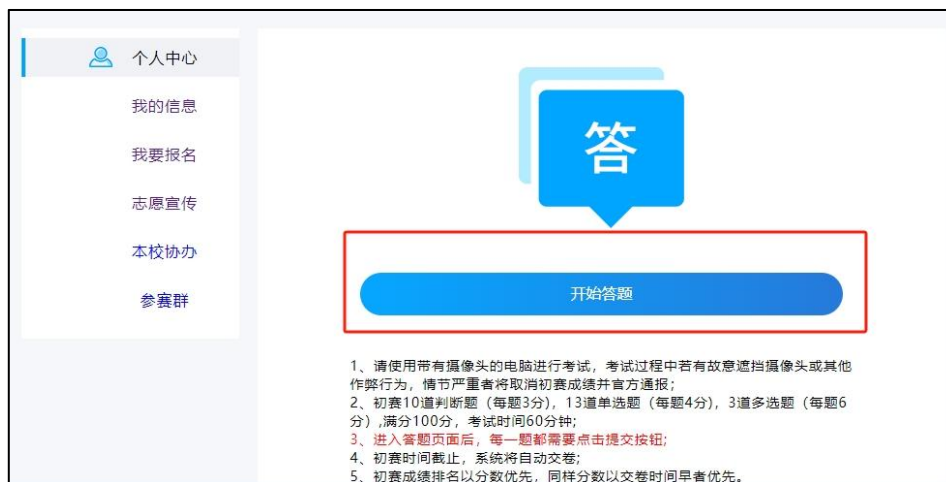 个人中心
我的信息
我要报名
志愿宣传
本校协办
参赛群
答
开始答题
1、请使用带有摄像头的电脑进行考试，考试过程中若有故意遮挡摄像头或其他
作弊行为，情节严重者将取消初赛成绩并官方通报；
2、初赛10道判断题（每题3分），13道单选题（每题4分），3道多选题（每题6
分）,满分100分，考试时间60分钟;
3、进入答题页面后，每一题都需要点击提交按钮;
4、初赛时间截止，系统将自动交卷;
5、初赛成绩排名以分数优先，同样分数以交卷时间早者优先。